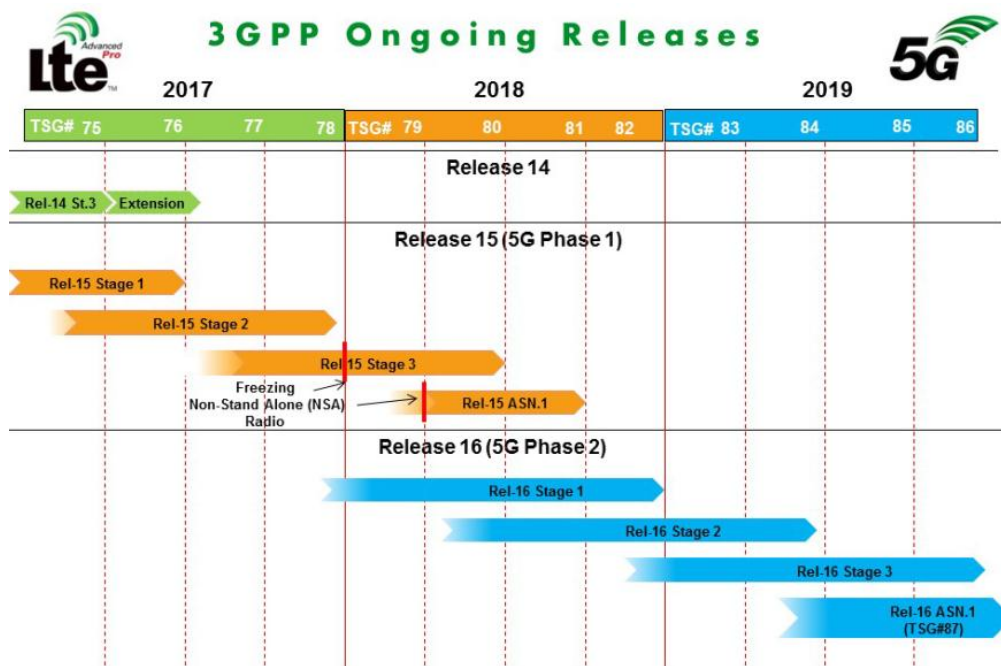 LTE Advanced Pro
TM
3GPP Ongoing Releases
5G
2017 2018 2019
TSG# 75 76 77 78 TSG# 79 80 81 82 TSG# 83 84 85 86
Release 14
Rel-14 St.3 Extension
Release 15 (5G Phase 1)
Rel-15 Stage 1
Rel-15 Stage 2
Rel-15 Stage 3
Freezing
Non-Stand Alone (NSA)
Radio
Rel-15 ASN.1
Release 16 (5G Phase 2)
Rel-16 Stage 1
Rel-16 Stage 2
Rel-16 Stage 3
Rel-16 ASN.1
(TSG#87)